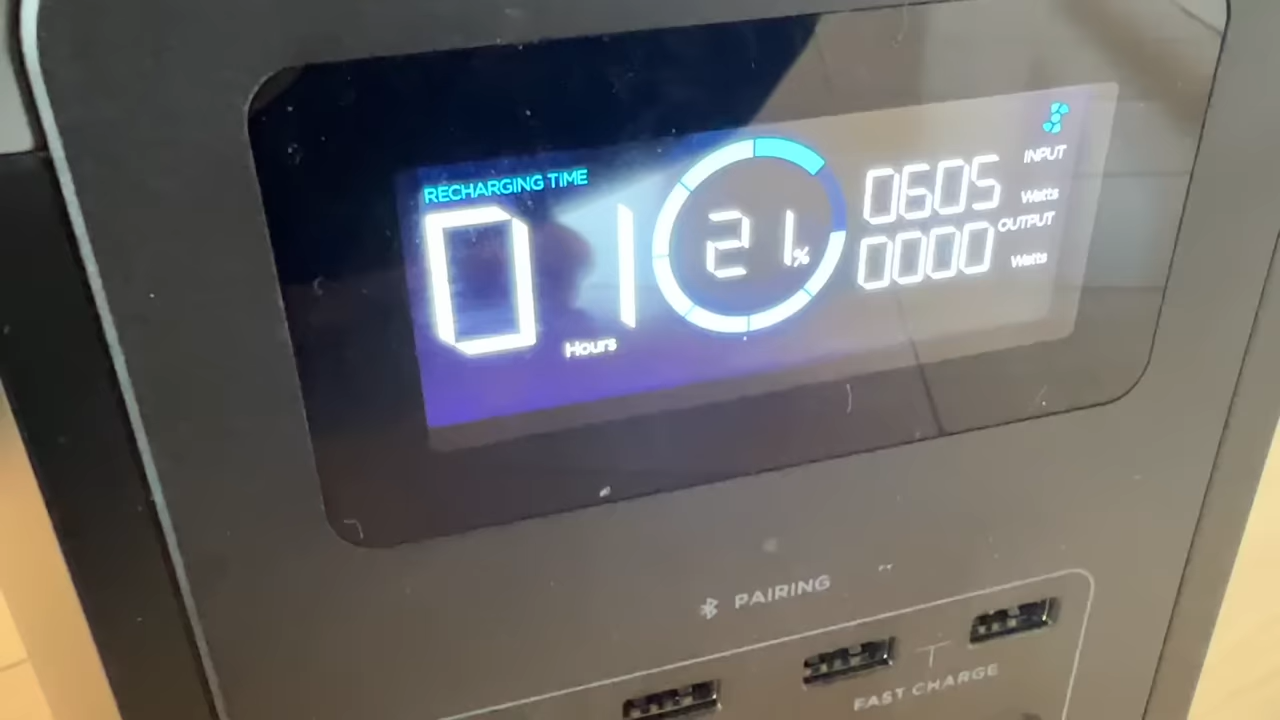 RECHARGING TIME
01
Hours
21%
0605
INPUT
Watts
0000
OUTPUT
Watts
PAIRING
FAST CHARGE